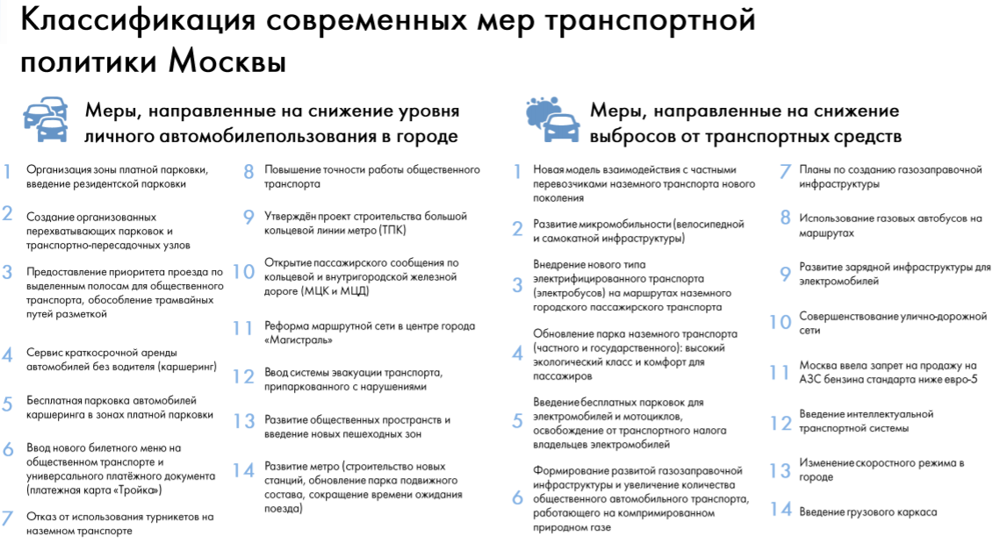 Классификация современных мер транспортной
политики Москвы
Меры, направленные на снижение уровня
личного автомобилепользования в городе
1 Организация зоны платной парковки,
введение резидентской парковки
2 Создание организованных
перехватывающих парковок и
транспортно-пересадочных узлов
3 Предоставление приоритета проезда по
выделенным полосам для общественного
транспорта, обособление трамвайных
путей разметкой
4 Сервис краткосрочной аренды
автомобилей без водителя (каршеринг)
5 Бесплатная парковка автомобилей
каршеринга в зонах платной парковки
6 Ввод нового билетного меню на
общественном транспорте и
универсального платёжного документа
(платежная карта «Тройка»)
7 Отказ от использования турникетов на
наземном транспорте
8 Повышение точности работы общественного
транспорта
9 Утверждён проект строительства большой
кольцевой линии метро (ТПК)
10 Открытие пассажирского сообщения по
кольцевой и внутригородской железной
дороге (МЦК и МЦД)
11 Реформа маршрутной сети в центре города
«Магистраль»
12 Ввод системы эвакуации транспорта,
припаркованного с нарушениями
13 Развитие общественных пространств и
введение новых пешеходных зон
14 Развитие метро (строительство новых
станций, обновление парка подвижного
состава, сокращение времени ожидания
поезда)
Меры, направленные на снижение
выбросов от транспортных средств
1 Новая модель взаимодействия с частными
перевозчиками наземного транспорта нового
поколения
2 Развитие микромобильности (велосипедной
и самокатной инфраструктуры)
3 Внедрение нового типа
электрифицированного транспорта
(электробусов) на маршрутах наземного
городского пассажирского транспорта
4 Обновление парка наземного транспорта
(частного и государственного): высокий
экологический класс и комфорт для
пассажиров
5 Введение бесплатных парковок для
электромобилей и мотоциклов,
освобождение от транспортного налога
владельцев электромобилей
6 Формирование развитой газозаправочной
инфраструктуры и увеличение количества
общественного автомобильного транспорта,
работающего на компримированном
природном газе
7 Планы по созданию газозаправочной
инфраструктуры
8 Использование газовых автобусов на
маршрутах
9 Развитие зарядной инфраструктуры для
электромобилей
10 Совершенствование улично-дорожной
сети
11 Москва ввела запрет на продажу на
АЗС бензина стандарта ниже евро-5
12 Введение интеллектуальной
транспортной системы
13 Изменение скоростного режима в
городе
14 Введение грузового каркаса